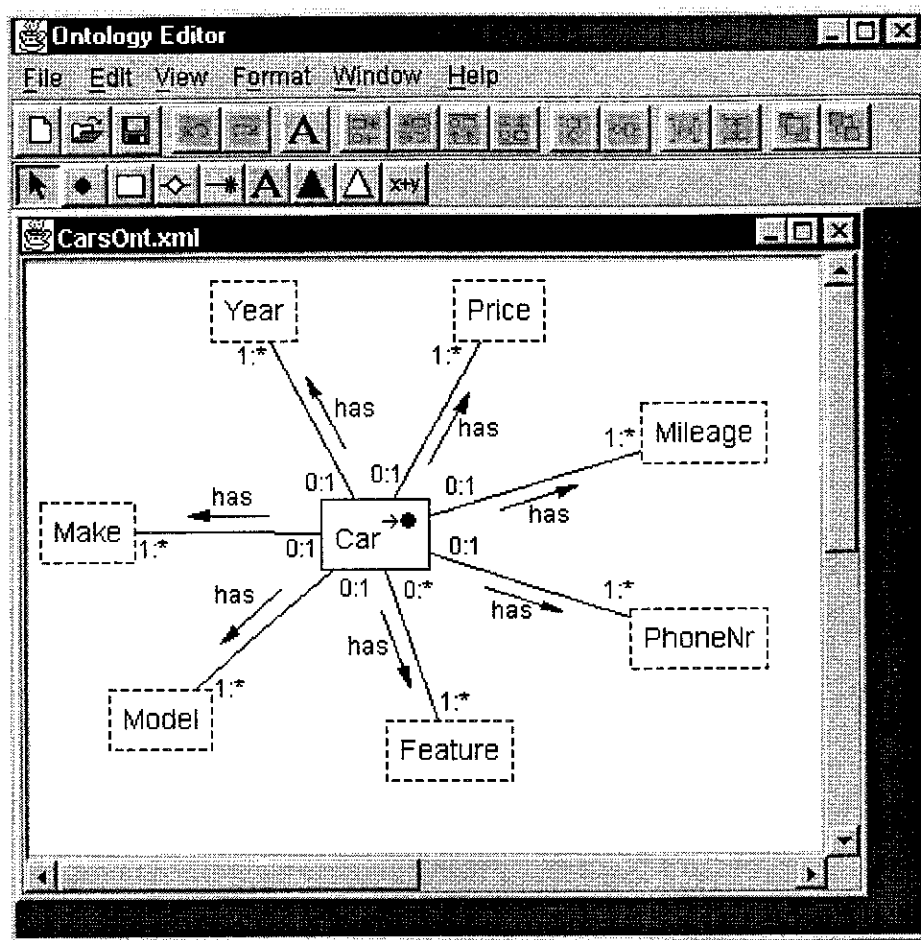 Ontology Editor
File Edit View Format Window Help
A
A x+y
CarsOnt.xml
Year Price
1:* 1:*
has has
Mileage
1:*
0:1 0:1 0:1
has has
Make
1:* 0:1 Car 0:1
has 0:1 0:* has 1:*
PhoneNr
has
1:* 1:*
Model
Feature